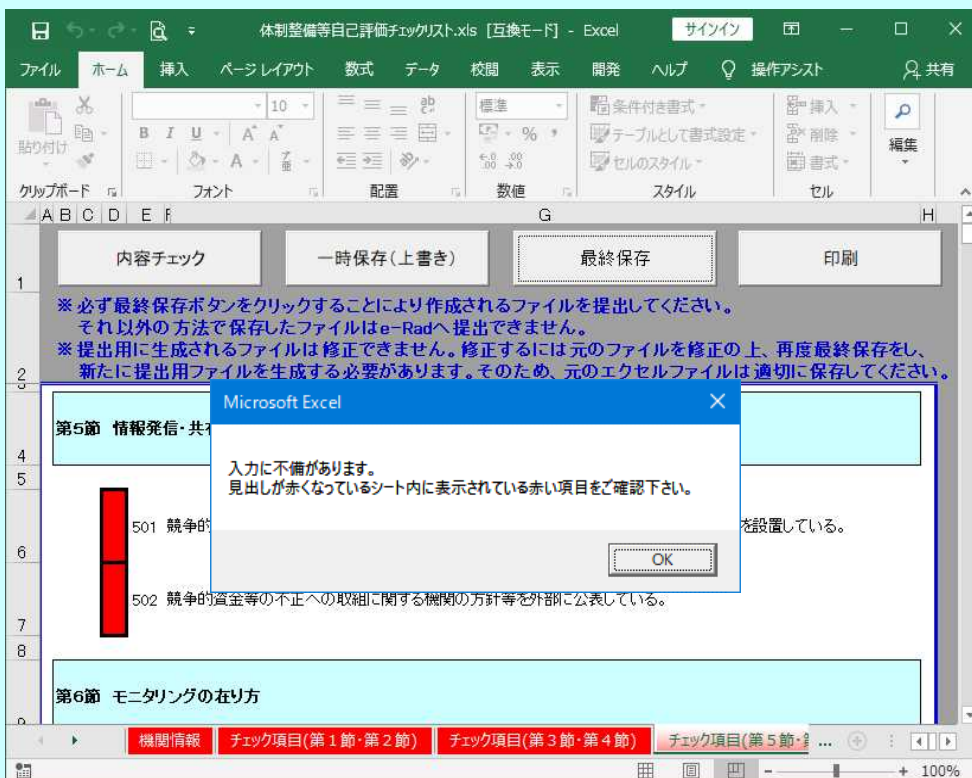 体制整備等自己評価チェックリスト.xls [互換モード] - Excel
サインイン
ファイル ホーム 挿入 ページ レイアウト 数式 データ 校閲 表示 開発 ヘルプ 操作アシスト 共有
貼り付け
10
B I U A A
A
標準
% ,
条件付き書式
テーブルとして書式設定
セルのスタイル
挿入
削除
書式
編集
クリップボード フォント 配置 数値 スタイル セル
A B C D E F G H
1
内容チェック 一時保存(上書き) 最終保存 印刷
2
※必ず最終保存ボタンをクリックすることにより作成されるファイルを提出してください。
それ以外の方法で保存したファイルはe-Radへ提出できません。
※提出用に生成されるファイルは修正できません。修正するには元のファイルを修正の上、再度最終保存をし、
新たに提出用ファイルを生成する必要があります。そのため、元のエクセルファイルは適切に保存してください。
4
第5節 情報発信・共
5
Microsoft Excel
入力に不備があります。
見出しが赤くなっているシート内に表示されている赤い項目をご確認下さい。
OK
6
501 競争的 を設置している。
7
502 競争的資金等の不正への取組に関する機関の方針等を外部に公表している。
8
第6節 モニタリングの在り方
機関情報 チェック項目(第1節・第2節) チェック項目(第3節・第4節) チェック項目(第5節・ ...
100%